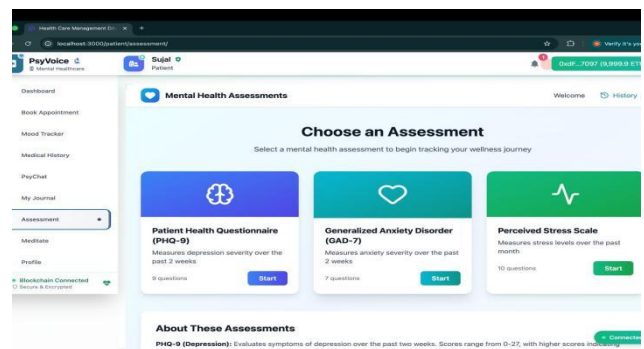 Health Care Management De
localhost:3000/patient/assessment/
Verify it's you
PsyVoice
Mental Healthcare
Sujal
Patient
1
0xdF...7097 (9,999.9 ETH
Dashboard
Book Appointment
Mood Tracker
Medical History
PsyChat
My Journal
Assessment
Meditate
Profile
Blockchain Connected
Secure & Encrypted
Mental Health Assessments
Welcome
History
Choose an Assessment
Select a mental health assessment to begin tracking your wellness journey
Patient Health Questionnaire
(PHQ-9)
Measures depression severity over the
past 2 weeks
9 questions
Start
Generalized Anxiety Disorder
(GAD-7)
Measures anxiety severity over the past
2 weeks
7 questions
Start
Perceived Stress Scale
Measures stress levels over the past
month
10 questions
Start
About These Assessments
PHQ-9 (Depression): Evaluates symptoms of depression over the past two weeks. Scores range from 0-27, with higher scores indicating
Connected